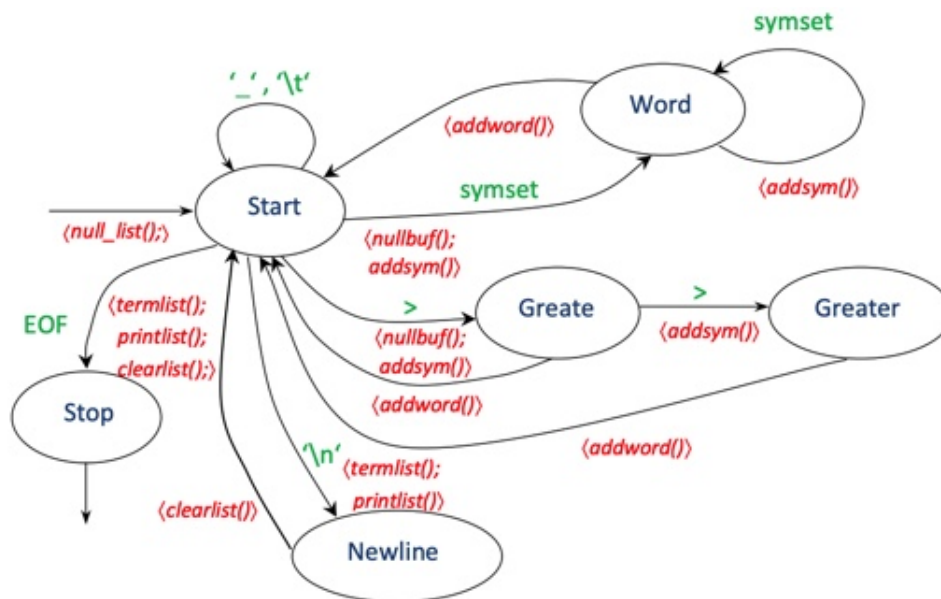 symset
‘_‘ , ‘\t‘
Word
⟨addword()⟩
symset
⟨addsym()⟩
Start
⟨null_list();⟩
⟨nullbuf();
addsym()⟩
EOF
⟨termlist();
printlist();
clearlist();⟩
>
⟨nullbuf();
addsym()⟩
Greate
>
⟨addsym()⟩
Greater
Stop
⟨addword()⟩
⟨addword()⟩
‘\n‘
⟨termlist();
printlist()⟩
⟨clearlist()⟩
Newline